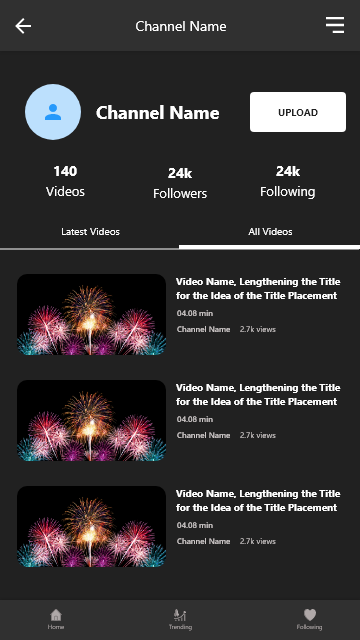 Channel Name
Channel Name
UPLOAD
140
Videos
24k
Followers
24k
Following
Latest Videos
All Videos
Video Name, Lengthening the Title
for the Idea of the Title Placement
04.08 min
Channel Name 2.7k views
Video Name, Lengthening the Title
for the Idea of the Title Placement
04.08 min
Channel Name 2.7k views
Video Name, Lengthening the Title
for the Idea of the Title Placement
04.08 min
Channel Name 2.7k views
Home
Trending
Following